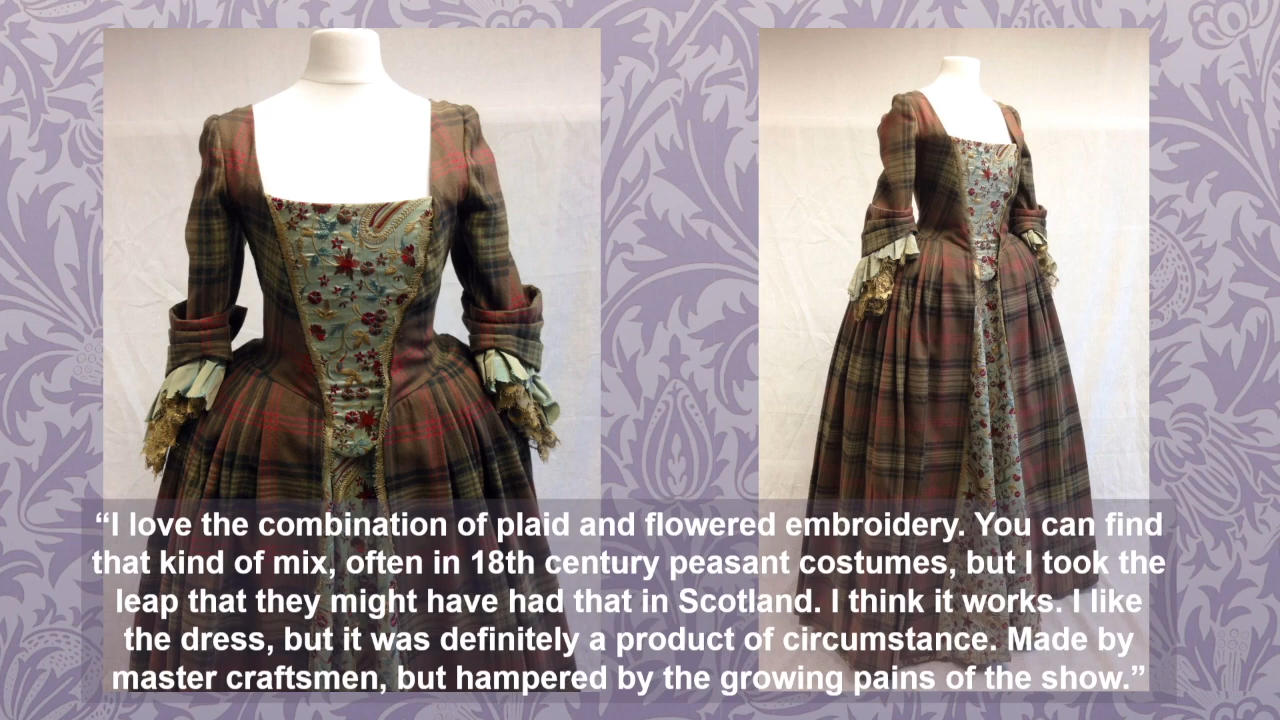 “I love the combination of plaid and flowered embroidery. You can find
that kind of mix, often in 18th century peasant costumes, but I took the
leap that they might have had that in Scotland. I think it works. I like
the dress, but it was definitely a product of circumstance. Made by
master craftsmen, but hampered by the growing pains of the show.”